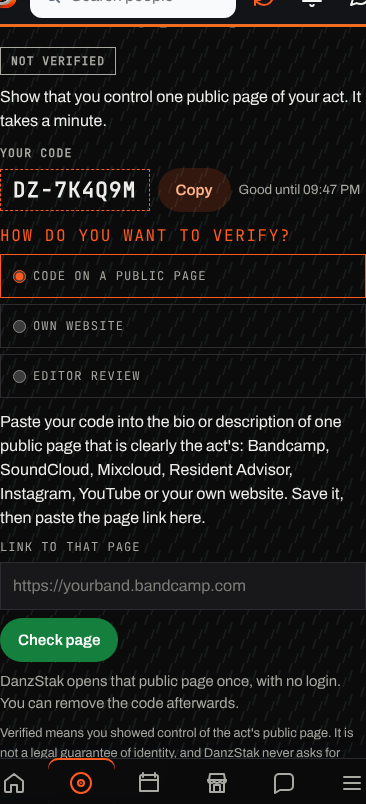 Search people
NOT VERIFIED
Show that you control one public page of your act. It
takes a minute.
YOUR CODE
DZ-7K4Q9M
Copy
Good until 09:47 PM
HOW DO YOU WANT TO VERIFY?
CODE ON A PUBLIC PAGE
OWN WEBSITE
EDITOR REVIEW
Paste your code into the bio or description of one
public page that is clearly the act's: Bandcamp,
SoundCloud, Mixcloud, Resident Advisor,
Instagram, YouTube or your own website. Save it,
then paste the page link here.
LINK TO THAT PAGE
https://yourband.bandcamp.com
Check page
DanzStak opens that public page once, with no login.
You can remove the code afterwards.
Verified means you showed control of the act's public page. It is
not a legal guarantee of identity, and DanzStak never asks for